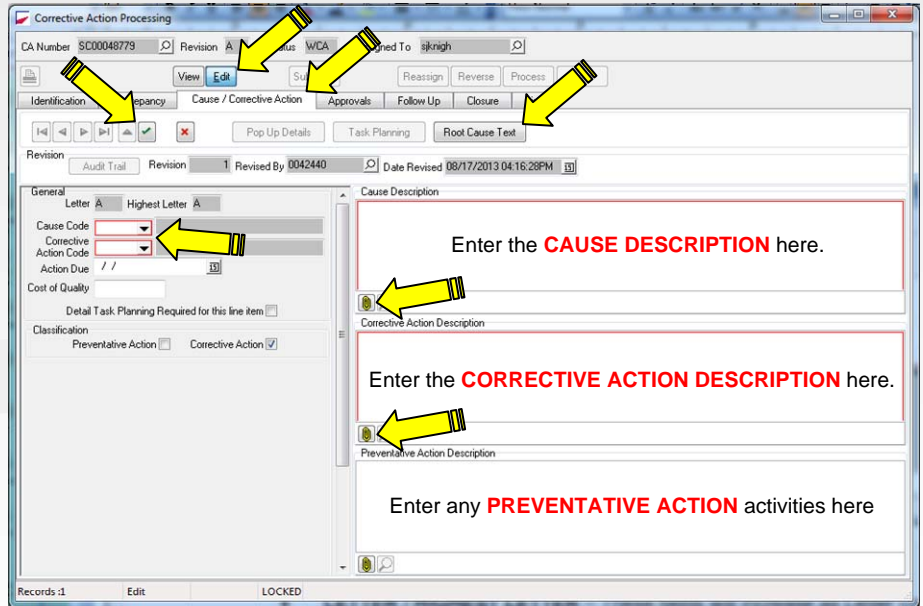 Corrective Action Processing
CA Number SC00048779 Revision A tus WCA gned To sjknigh
View Edit Su Reassign Reverse Process
Identification epancy Cause / Corrective Action Approvals Follow Up Closure
Pop Up Details Task Planning Root Cause Text
Revision
Audit Trail Revision 1 Revised By 0042440 Date Revised 08/17/2013 04:16:28PM
General
Letter A Highest Letter A
Cause Code
Corrective
Action Code
Action Due / /
Cost of Quality
Detail Task Planning Required for this line item
Classification
Preventative Action Corrective Action
Cause Description
Enter the CAUSE DESCRIPTION here.
Corrective Action Description
Enter the CORRECTIVE ACTION DESCRIPTION here.
Preventative Action Description
Enter any PREVENTATIVE ACTION activities here
Records :1 Edit LOCKED